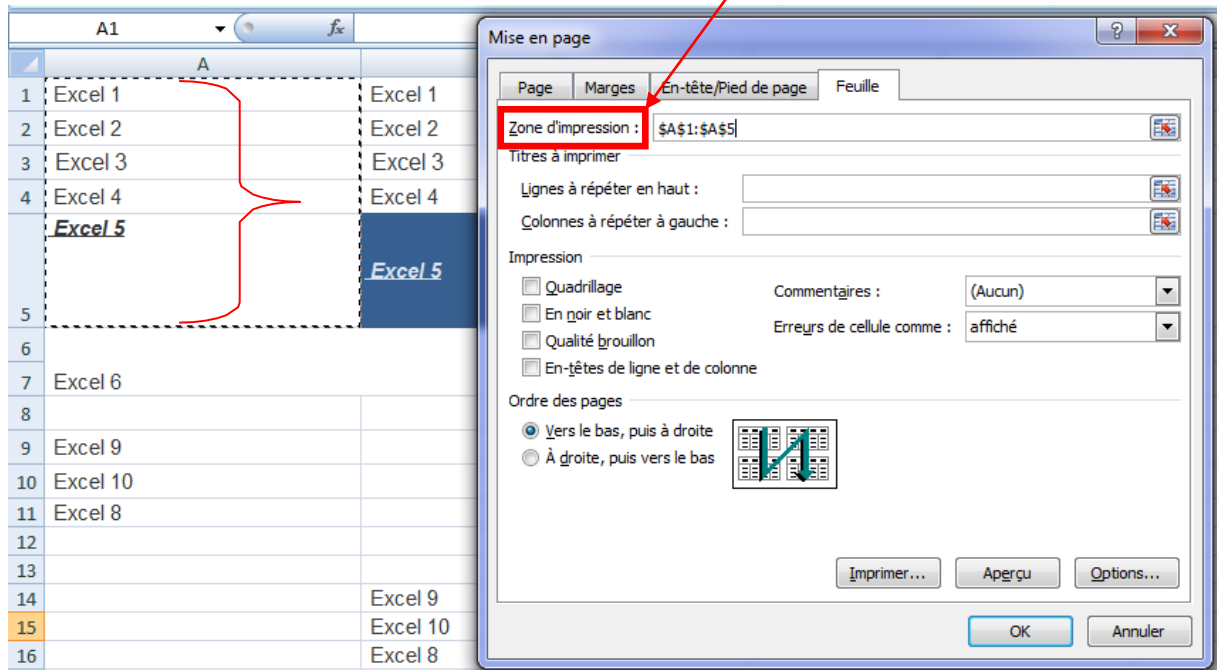 A1 fx
A
1 Excel 1 Excel 1
2 Excel 2 Excel 2
3 Excel 3 Excel 3
4 Excel 4 Excel 4
5 Excel 5 Excel 5
6
7 Excel 6
8
9 Excel 9
10 Excel 10
11 Excel 8
12
13
14 Excel 9
15 Excel 10
16 Excel 8
Mise en page
?
X
Page Marges En-tête/Pied de page Feuille
Zone d'impression : $A$1:$A$5
Titres à imprimer
Lignes à répéter en haut :
Colonnes à répéter à gauche :
Impression
Quadrillage
En noir et blanc
Qualité brouillon
En-têtes de ligne et de colonne
Commentaires : (Aucun)
Erreurs de cellule comme : affiché
Ordre des pages
Vers le bas, puis à droite
À droite, puis vers le bas
Imprimer... Aperçu Options...
OK Annuler